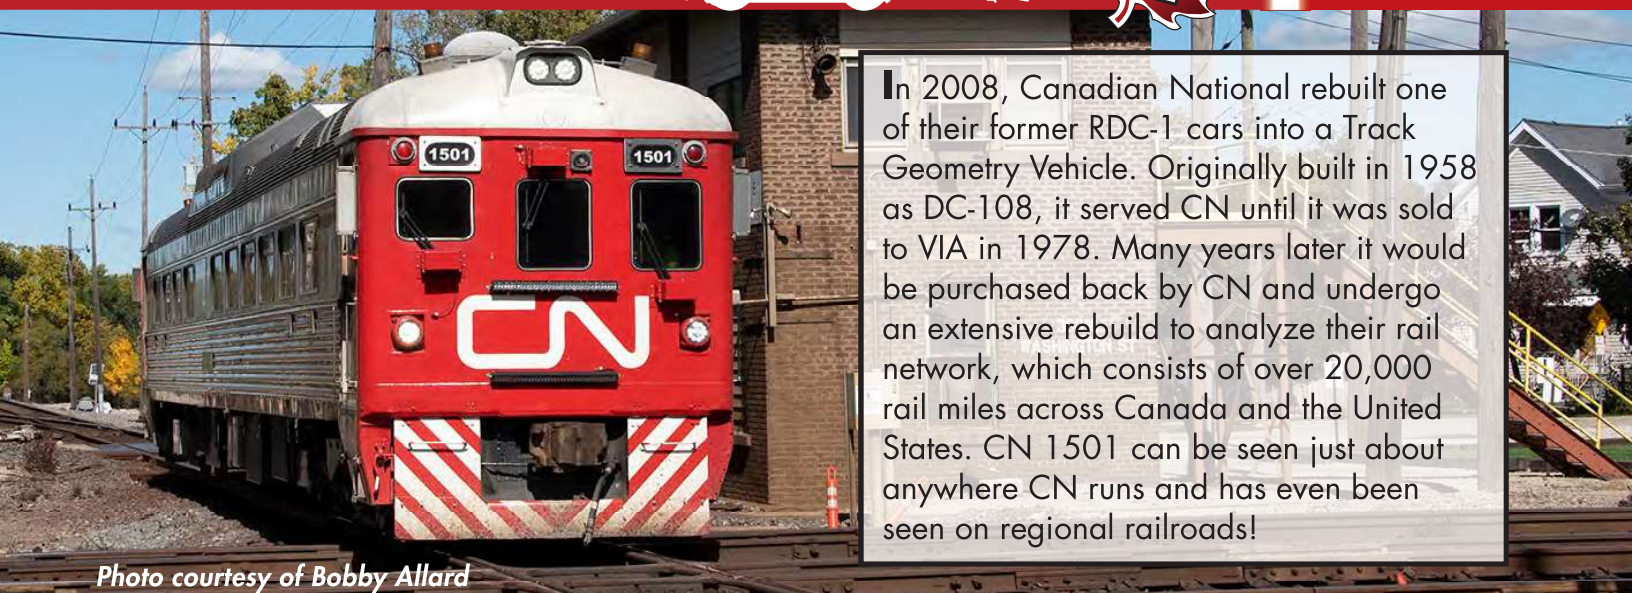 1501
1501
CN
In 2008, Canadian National rebuilt one
of their former RDC-1 cars into a Track
Geometry Vehicle. Originally built in 1958
as DC-108, it served CN until it was sold
to VIA in 1978. Many years later it would
be purchased back by CN and undergo
an extensive rebuild to analyze their rail
network, which consists of over 20,000
rail miles across Canada and the United
States. CN 1501 can be seen just about
anywhere CN runs and has even been
seen on regional railroads!
WASHINGTON ST
Photo courtesy of Bobby Allard